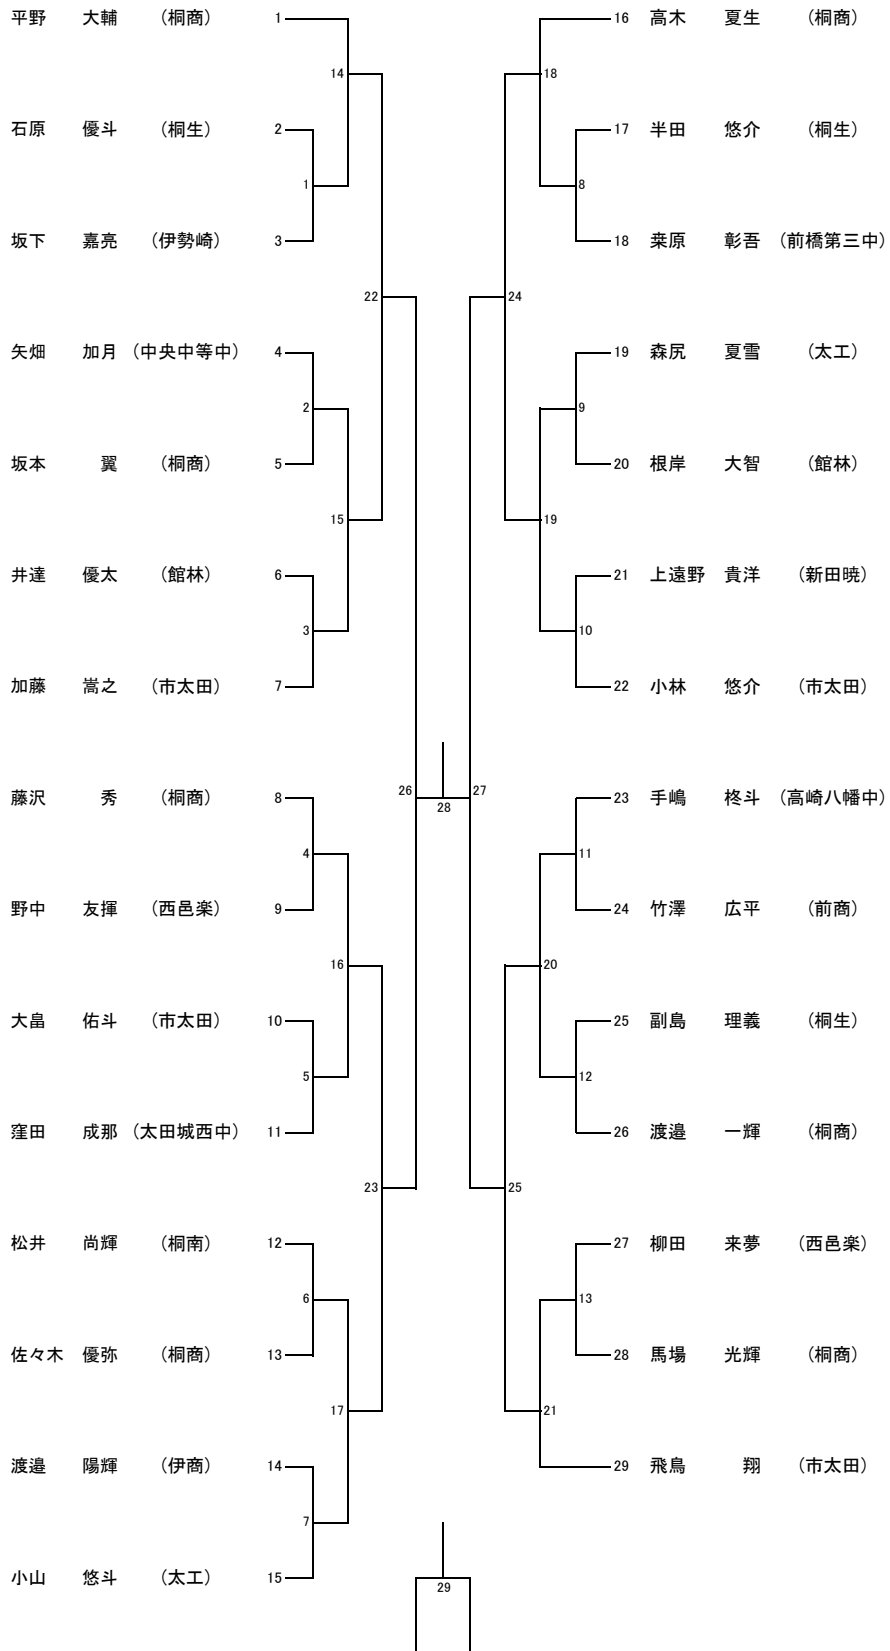 平野 大輔 (桐商) 1 16 高木 夏生 (桐商)
14 18
石原 優斗 (桐生) 2 17 半田 悠介 (桐生)
1 8
坂下 嘉亮 (伊勢崎) 3 18 桒原 彰吾 (前橋第三中)
22 24
矢畑 加月 (中央中等中) 4 19 森尻 夏雪 (太工)
2 9
坂本 翼 (桐商) 5 20 根岸 大智 (館林)
15 19
井達 優太 (館林) 6 21 上遠野 貴洋 (新田暁)
3 10
加藤 嵩之 (市太田) 7 22 小林 悠介 (市太田)
26 27
藤沢 秀 (桐商) 8 28 23 手嶋 柊斗 (高崎八幡中)
4 11
野中 友揮 (西邑楽) 9 24 竹澤 広平 (前商)
16 20
大畠 佑斗 (市太田) 10 25 副島 理義 (桐生)
5 12
窪田 成那 (太田城西中) 11 26 渡邉 一輝 (桐商)
23 25
松井 尚輝 (桐南) 12 27 柳田 来夢 (西邑楽)
6 13
佐々木 優弥 (桐商) 13 28 馬場 光輝 (桐商)
17 21
渡邉 陽輝 (伊商) 14 29 飛鳥 翔 (市太田)
7
小山 悠斗 (太工) 15 29